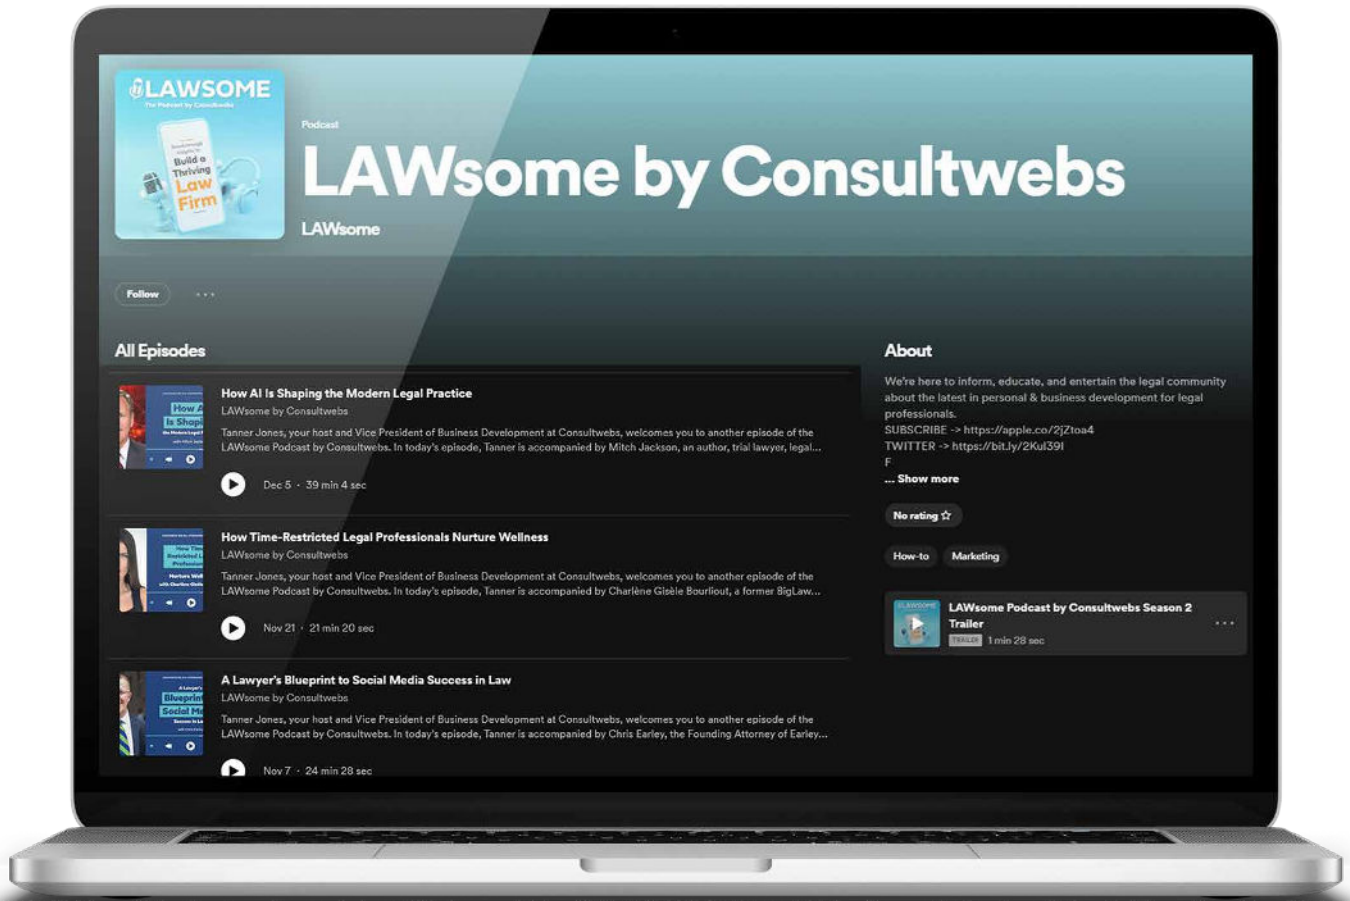 LAWSOME
The Podcast by Consultwebs
Build a
Thriving
Law
Firm
Podcast
LAWsome by Consultwebs
LAWsome
Follow
All Episodes
How AI Is Shaping the Modern Legal Practice
LAWsome by Consultwebs
Tanner Jones, your host and Vice President of Business Development at Consultwebs, welcomes you to another episode of the
LAWsome Podcast by Consultwebs. In today's episode, Tanner is accompanied by Mitch Jackson, an author, trial lawyer, legal...
Dec 5 · 39 min 4 sec
How Time-Restricted Legal Professionals Nurture Wellness
LAWsome by Consultwebs
Tanner Jones, your host and Vice President of Business Development at Consultwebs, welcomes you to another episode of the
LAWsome Podcast by Consultwebs. In today's episode, Tanner is accompanied by Charlène Gisèle Bourliout, a former BigLaw...
Nov 21 · 21 min 20 sec
A Lawyer's Blueprint to Social Media Success in Law
LAWsome by Consultwebs
Tanner Jones, your host and Vice President of Business Development at Consultwebs, welcomes you to another episode of the
LAWsome Podcast by Consultwebs. In today's episode, Tanner is accompanied by Chris Earley, the Founding Attorney of Earley...
Nov 7 · 24 min 28 sec
About
We're here to inform, educate, and entertain the legal community
about the latest in personal & business development for legal
professionals.
SUBSCRIBE -> https://apple.co/2jZtoa4
TWITTER -> https://bit.ly/2Kul39I
F
... Show more
No rating
How-to Marketing
LAWsome Podcast by Consultwebs Season 2
Trailer
TRAILER 1 min 28 sec